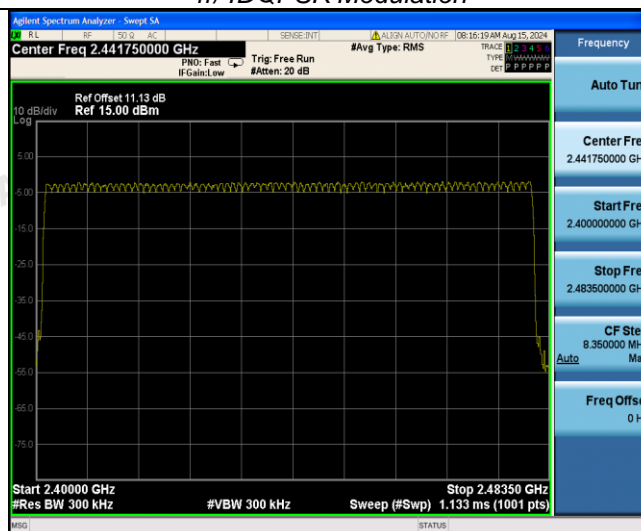 π/4DQPSK Modulation
Agilent Spectrum Analyzer - Swept SA
RL RF 50 Ω AC SENSE:INT ALIGN AUTO/NO RF 08:16:19 AM Aug 15, 2024
Center Freq 2.441750000 GHz
#Avg Type: RMS
TRACE 1 2 3 4 5 6
PNO: Fast Trig: Free Run
TYPE M
IFGain:Low #Atten: 20 dB
DET P P P P P P
Ref Offset 11.13 dB
10 dB/div Ref 15.00 dBm
Log
5.00
-5.00
-15.0
-25.0
-35.0
-45.0
-55.0
-65.0
-75.0
Start 2.40000 GHz Stop 2.48350 GHz
#Res BW 300 kHz #VBW 300 kHz Sweep (#Swp) 1.133 ms (1001 pts)
MSG STATUS
Frequency
Auto Tun
Center Fre
2.441750000 GH
Start Fre
2.400000000 GH
Stop Fre
2.483500000 GH
CF Ste
8.350000 MH
Auto Ma
Freq Offse
0 H